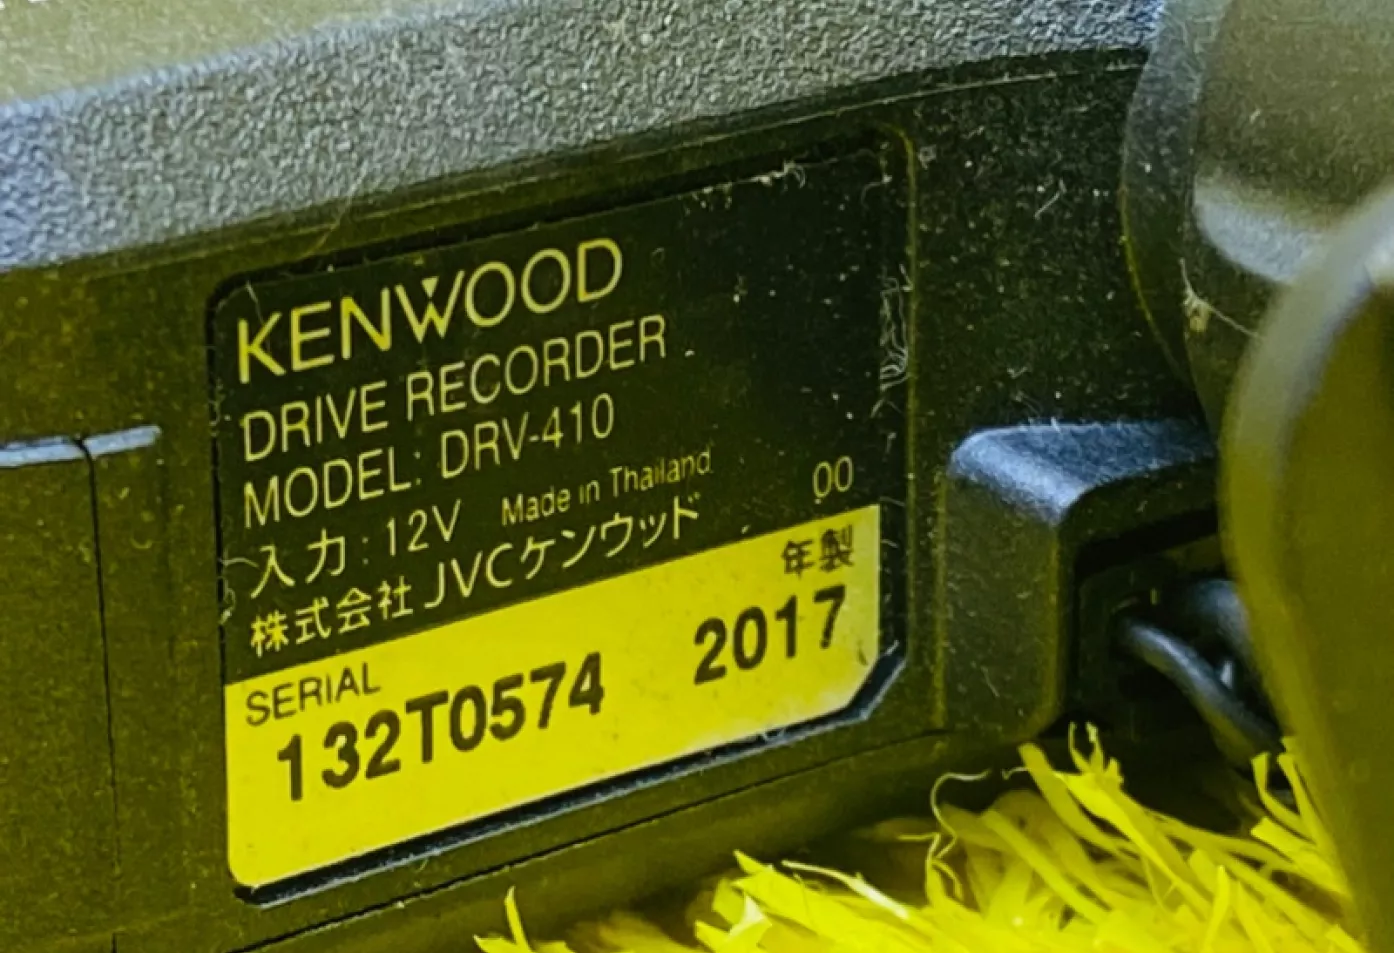 KENWOOD
DRIVE RECORDER
MODEL: DRV-410
入力: 12V Made in Thailand 00
株式会社 JVCケンウッド
年製
SERIAL
132T0574 2017